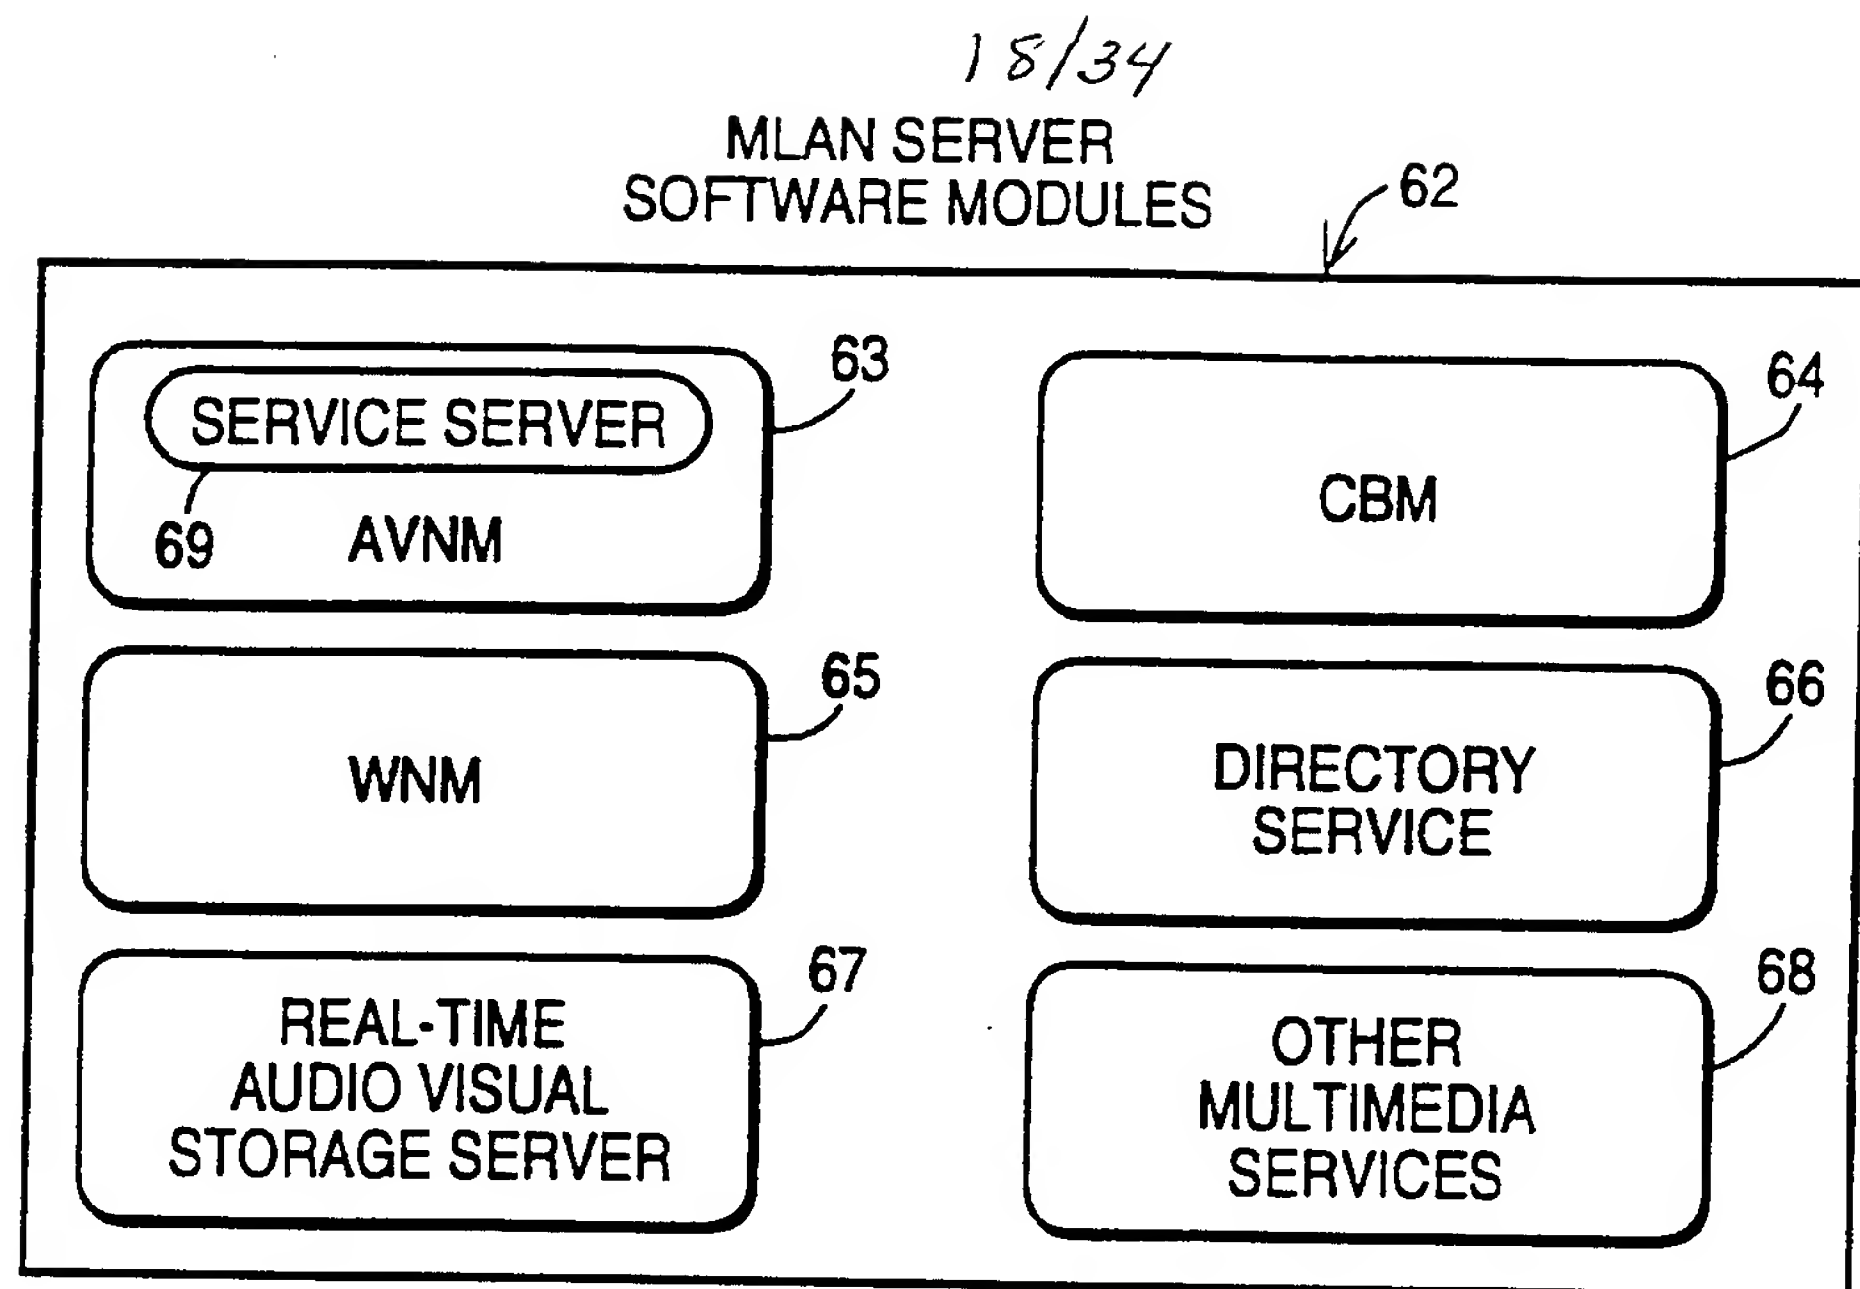 18/34
MLAN SERVER
SOFTWARE MODULES
62
63
SERVICE SERVER
69
AVNM
64
CBM
65
WNM
66
DIRECTORY
SERVICE
67
REAL-TIME
AUDIO VISUAL
STORAGE SERVER
68
OTHER
MULTIMEDIA
SERVICES